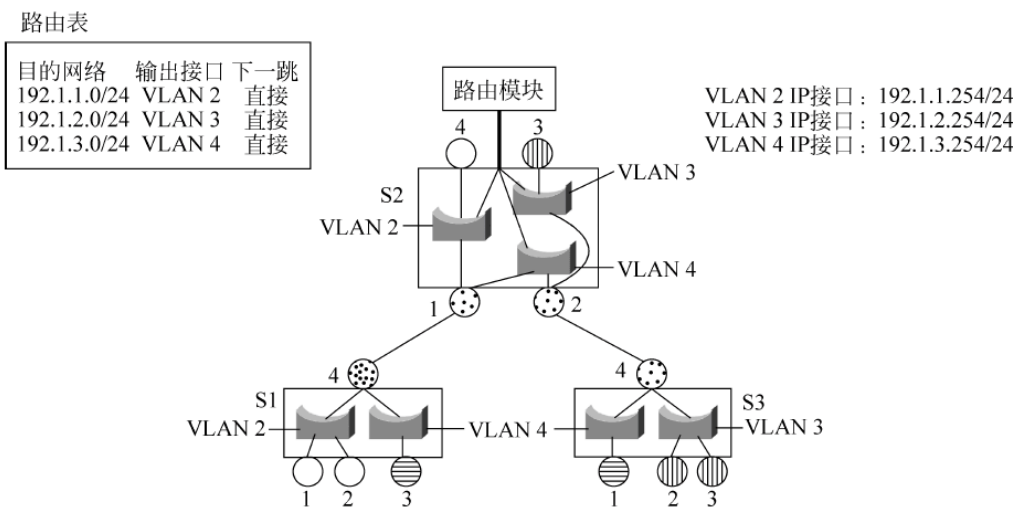 路由表
目的网络 输出接口 下一跳
192.1.1.0/24 VLAN 2 直接
192.1.2.0/24 VLAN 3 直接
192.1.3.0/24 VLAN 4 直接
路由模块
VLAN 2 IP接口：192.1.1.254/24
VLAN 3 IP接口：192.1.2.254/24
VLAN 4 IP接口：192.1.3.254/24
4 3
VLAN 3
S2
VLAN 2
VLAN 4
1 2
4 4
S1 S3
VLAN 2 VLAN 4 VLAN 3
1 2 3 1 2 3